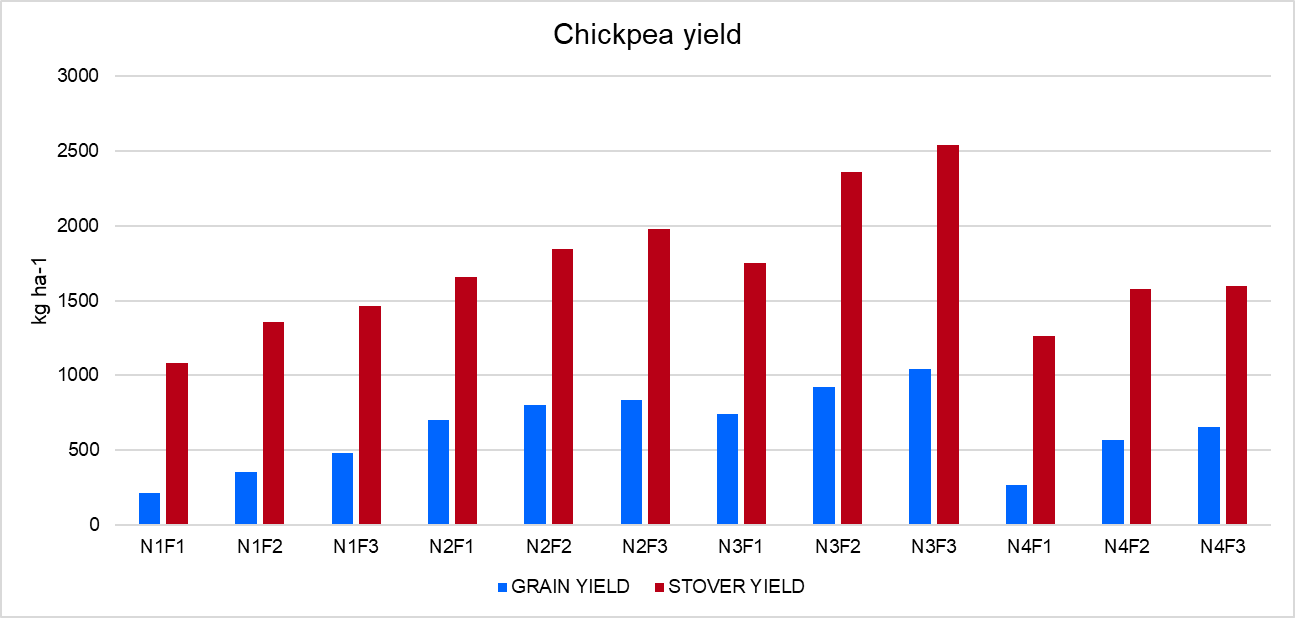 Chickpea yield
3000
2500
2000
1500
1000
500
0
kg ha-1
N1F1 N1F2 N1F3 N2F1 N2F2 N2F3 N3F1 N3F2 N3F3 N4F1 N4F2 N4F3
GRAIN YIELD STOVER YIELD